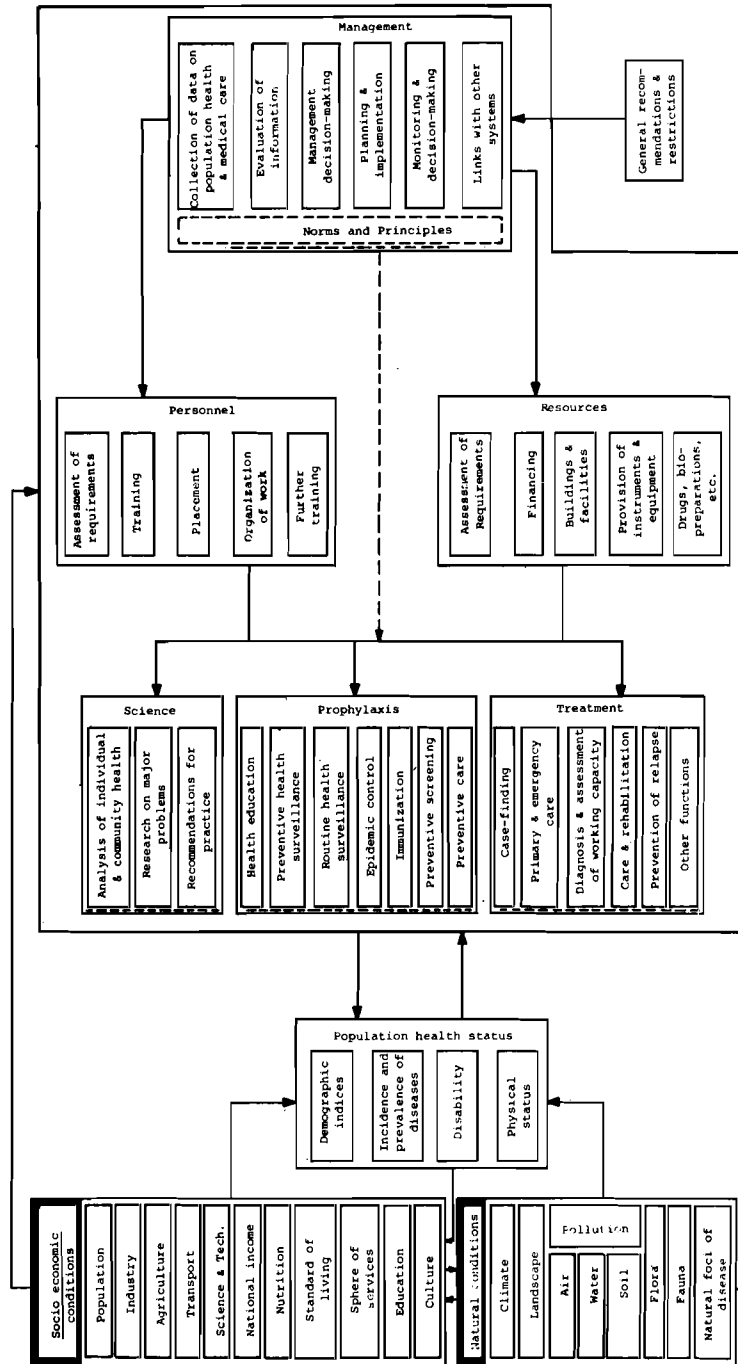 Socio economic
conditions
Population
Industry
Agriculture
Transport
Science & Tech.
National income
Nutrition
Standard of
living
Sphere of
services
Education
Culture
Natural conditions
Climate
Landscape
Pollution
Air
Water
Soil
Flora
Fauna
Natural foci of
disease
Population health status
Demographic
indices
Incidence and
prevalence of
diseases
Disability
Physical
status
Science
Analysis of individual
& community health
Research on major
problems
Recommendations for
practice
Prophylaxis
Health education
Preventive health
surveillance
Routine health
surveillance
Epidemic control
Immunization
Preventive screening
Preventive care
Treatment
Case-finding
Primary & emergency
care
Diagnosis & assessment
of working capacity
Care & rehabilitation
Prevention of relapse
Other functions
Personnel
Assessment of
requirements
Training
Placement
Organization
of work
Further
training
Resources
Assessment of
Requirements
Financing
Buildings &
facilities
Provision of
instruments &
equipment
Drugs, bio-
preparations,
etc.
Management
Collection of data on
population health
& medical care
Evaluation of
information
Management
decision-making
Planning &
implementation
Monitoring &
decision-making
Links with other
systems
Norms and Principles
General recom-
mendations &
restrictions